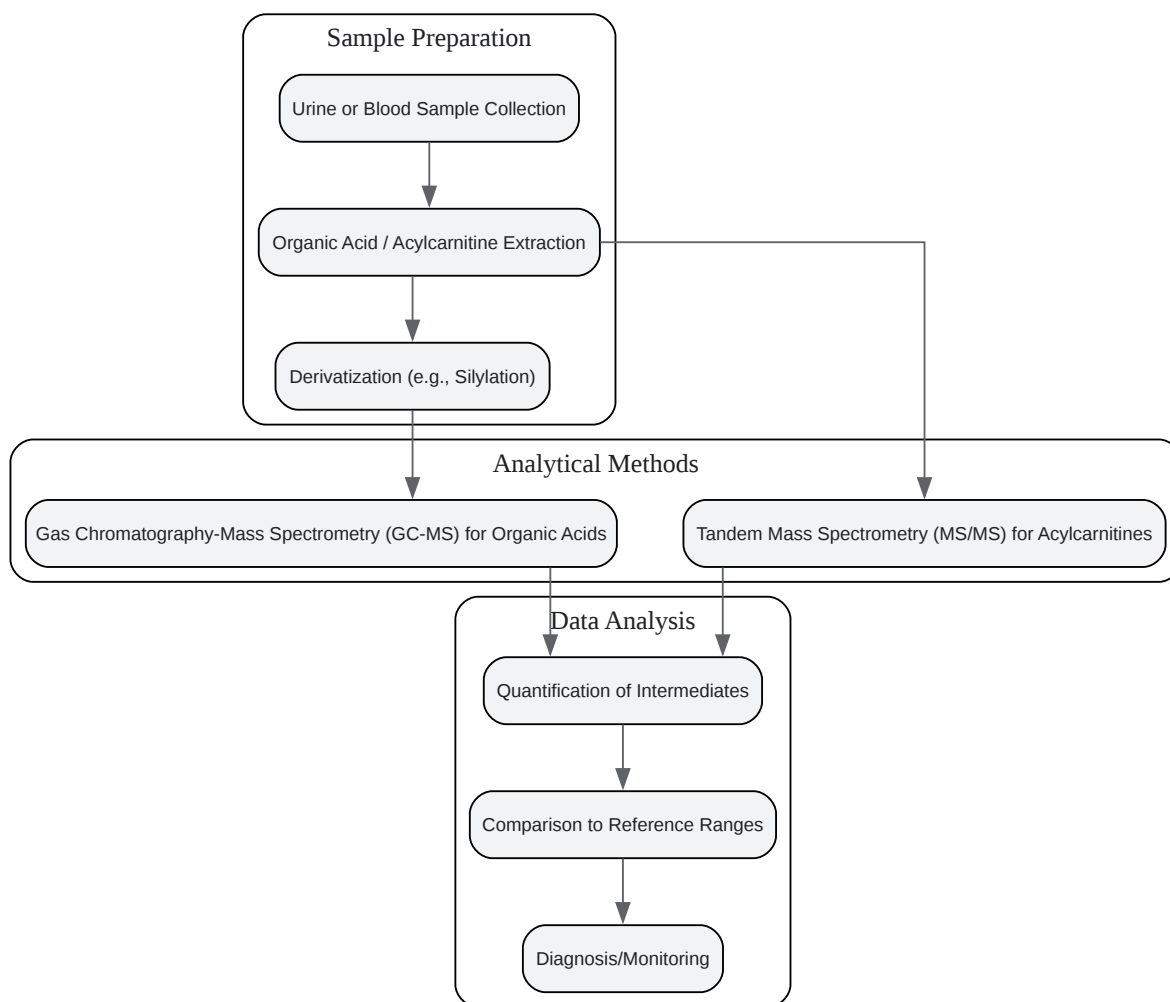 Sample Preparation
Urine or Blood Sample Collection
Organic Acid / Acylcarnitine Extraction
Derivatization (e.g., Silylation)
Analytical Methods
Gas Chromatography-Mass Spectrometry (GC-MS) for Organic Acids
Tandem Mass Spectrometry (MS/MS) for Acylcarnitines
Data Analysis
Quantification of Intermediates
Comparison to Reference Ranges
Diagnosis/Monitoring